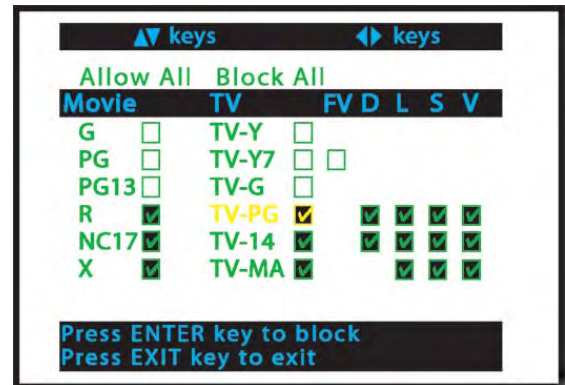 ▲▼ keys ◀▶ keys
Allow All Block All
Movie TV FV D L S V
G TV-Y
PG TV-Y7
PG13 TV-G
R TV-PG
NC17 TV-14
X TV-MA
Press ENTER key to block
Press EXIT key to exit